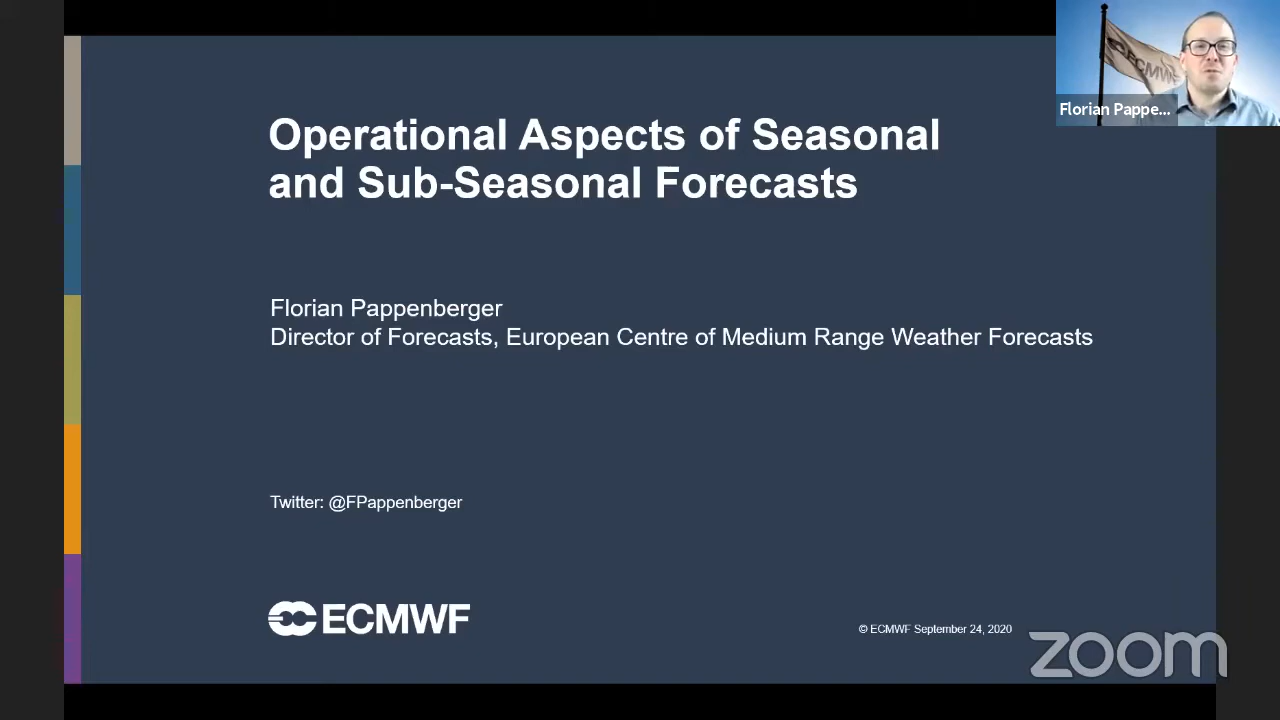 Operational Aspects of Seasonal
and Sub-Seasonal Forecasts
Florian Pappenberger
Director of Forecasts, European Centre of Medium Range Weather Forecasts
Twitter: @FPappenberger
ECMWF
© ECMWF September 24, 2020
zoom
ECMWF
Florian Pappe...